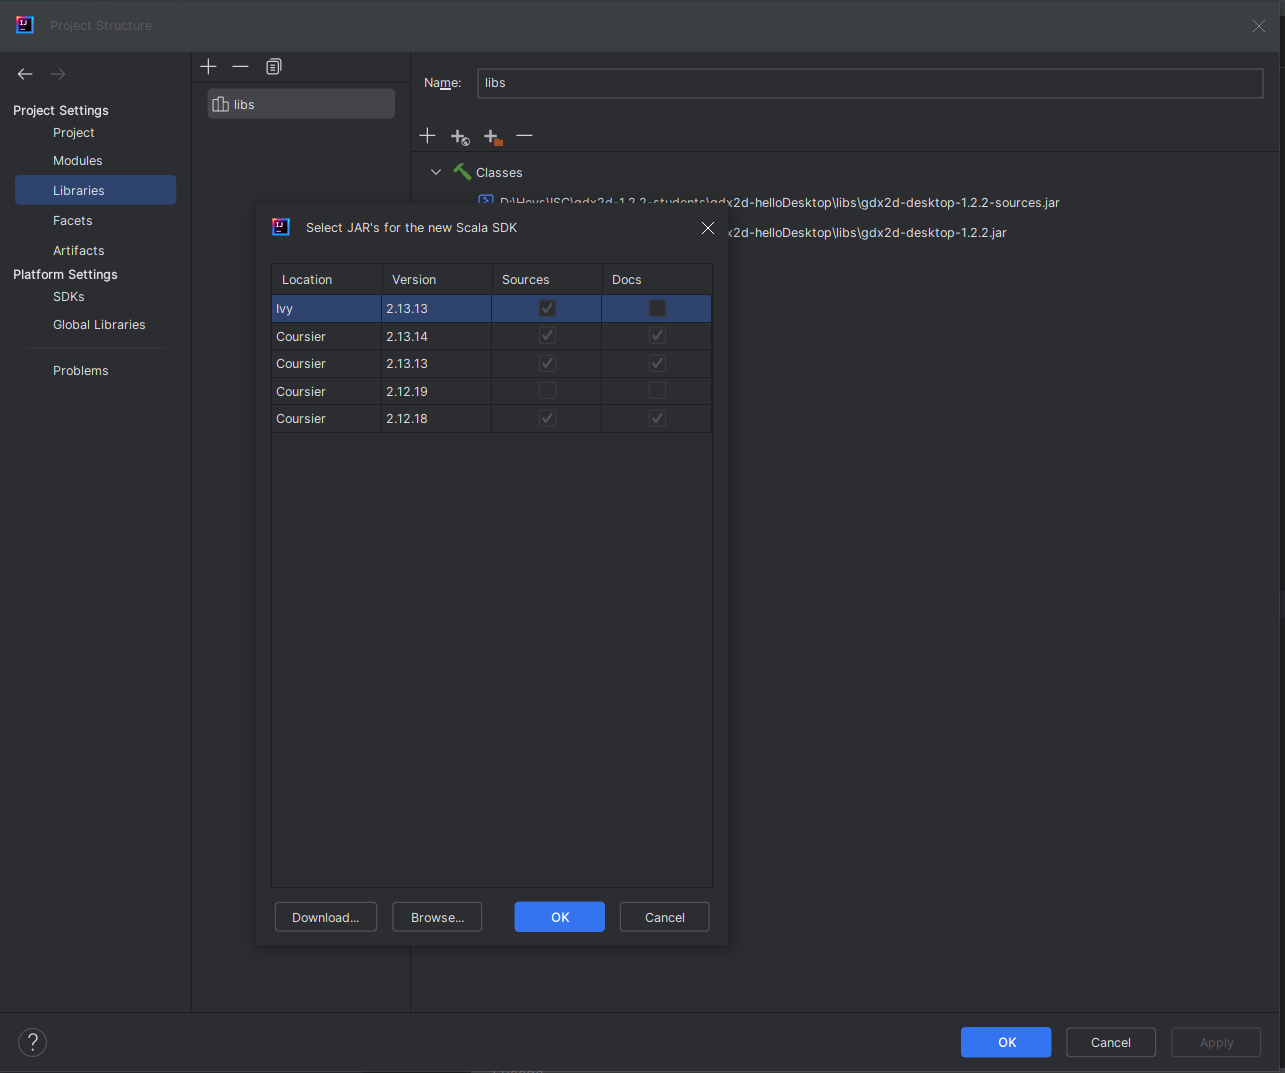 Project Structure
Project Settings
Project
Modules
Libraries
Facets
Artifacts
Platform Settings
SDKs
Global Libraries
Problems
libs
Name:
libs
Classes
D:\Hevs\ISC\gdx2d-1.2.2-students\gdx2d-helloDesktop\libs\gdx2d-desktop-1.2.2-sources.jar
x2d-helloDesktop\libs\gdx2d-desktop-1.2.2.jar
Select JAR's for the new Scala SDK
Location Version Sources Docs
Ivy 2.13.13
Coursier 2.13.14
Coursier 2.13.13
Coursier 2.12.19
Coursier 2.12.18
Download... Browse... OK Cancel
? OK Cancel Apply